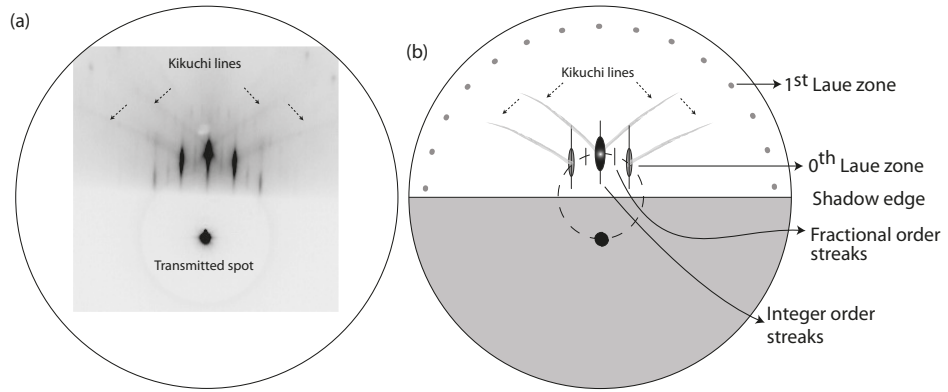 (a)
Kikuchi lines
Transmitted spot
(b)
Kikuchi lines
1st Laue zone
0th Laue zone
Shadow edge
Fractional order
streaks
Integer order
streaks